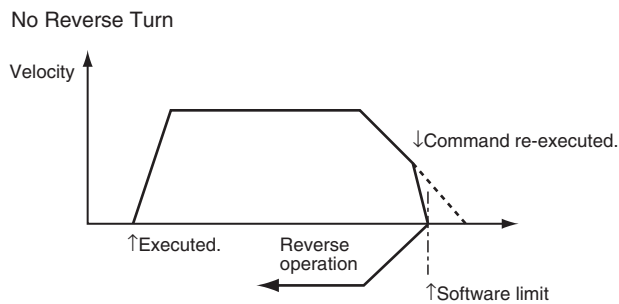 No Reverse Turn
Velocity
↓Command re-executed.
↑Executed.
Reverse
operation
↑Software limit